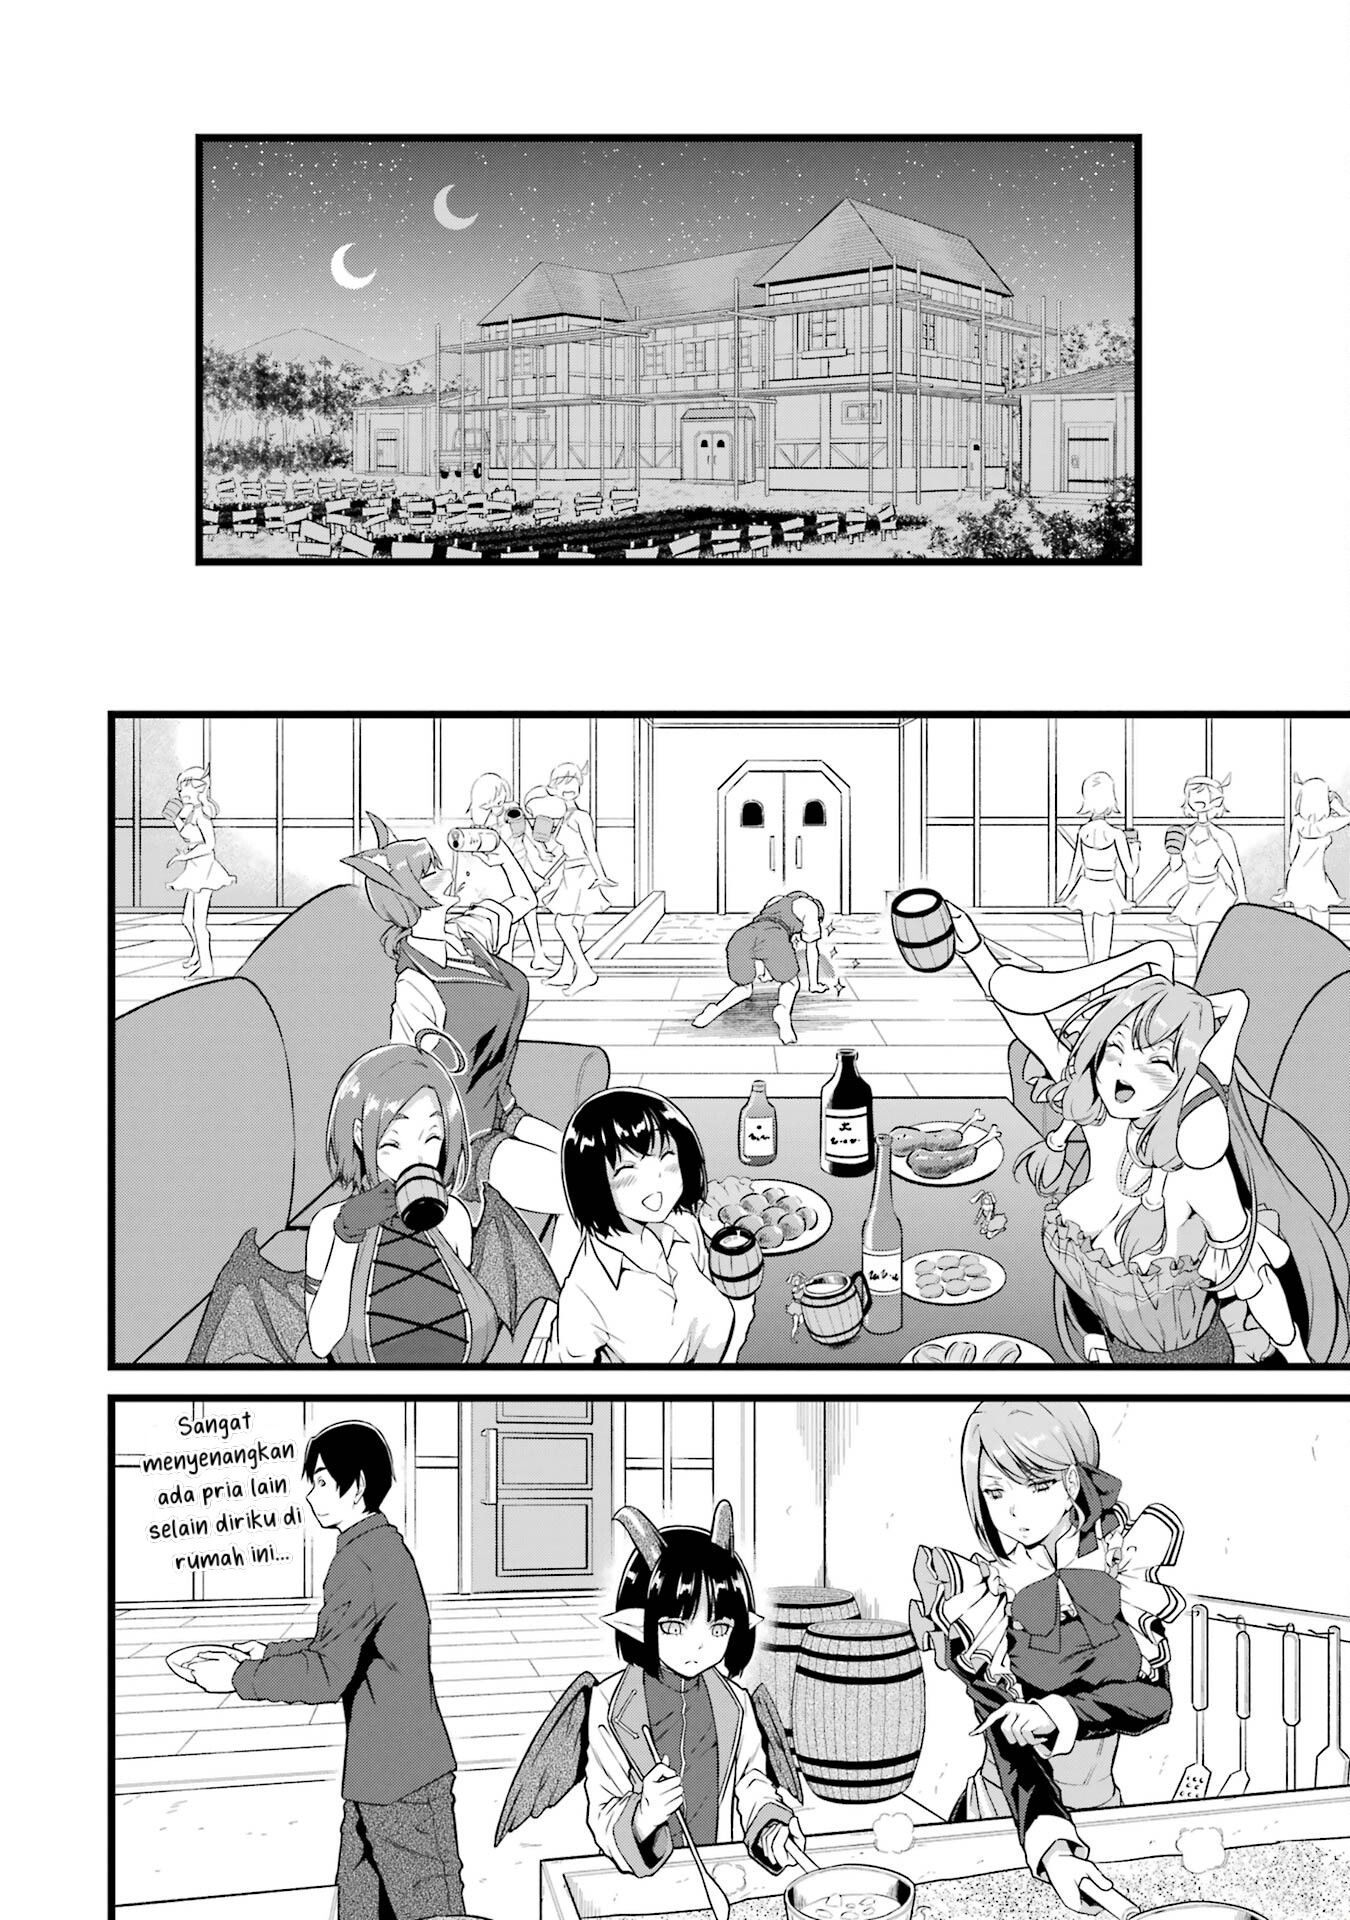 Sangat
menyenangkan
ada pria lain
selain diriku di
rumah ini...